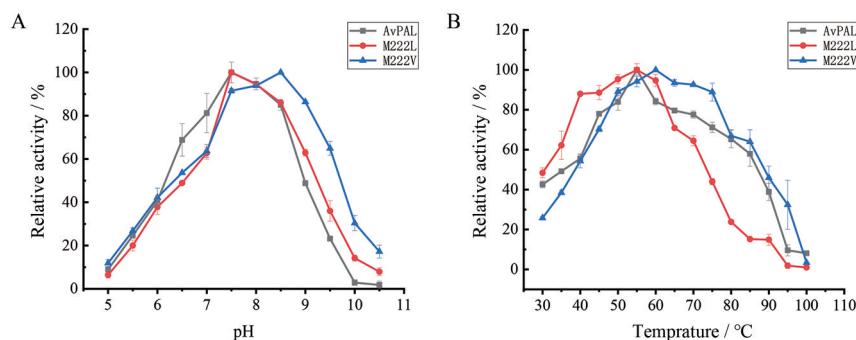 A
B
AvPAL
M222L
M222V
AvPAL
M222L
M222V
Relative activity / %
120
100
80
60
40
20
0
5 6 7 8 9 10 11
pH
Relative activity / %
120
100
80
60
40
20
0
30 40 50 60 70 80 90 100 110
Temprature / °C